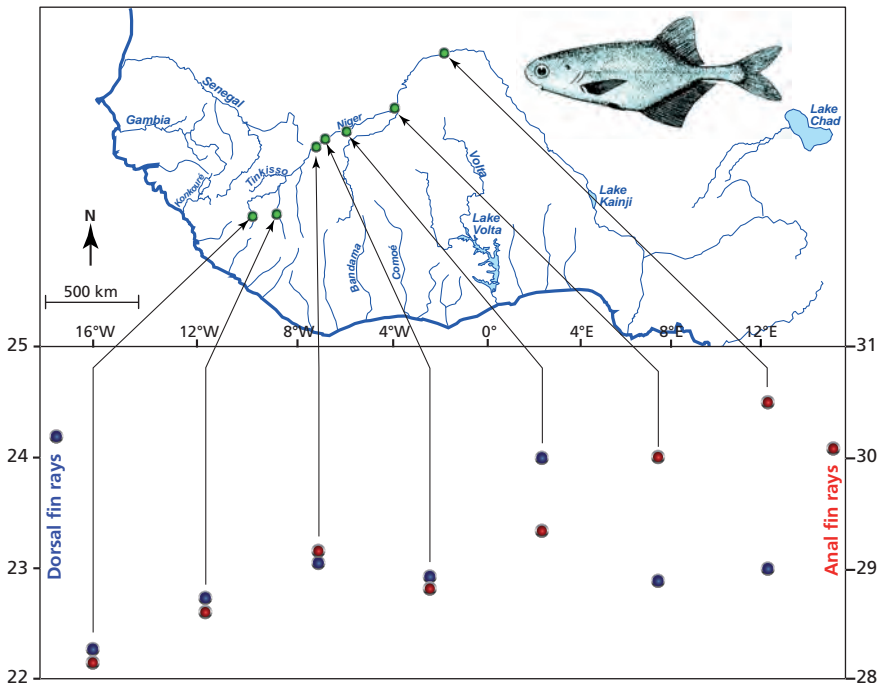 Senegal
Gambia
Lake
Chad
Niger
Tinkisso
Volta
Konkouré
Lake
Kainji
N
Lake
Volta
Bandama
Comoé
500 km
16°W 12°W 8°W 4°W 0° 4°E 8°E 12°E
25 31
24 30
23 29
22 28
Dorsal fin rays
Anal fin rays